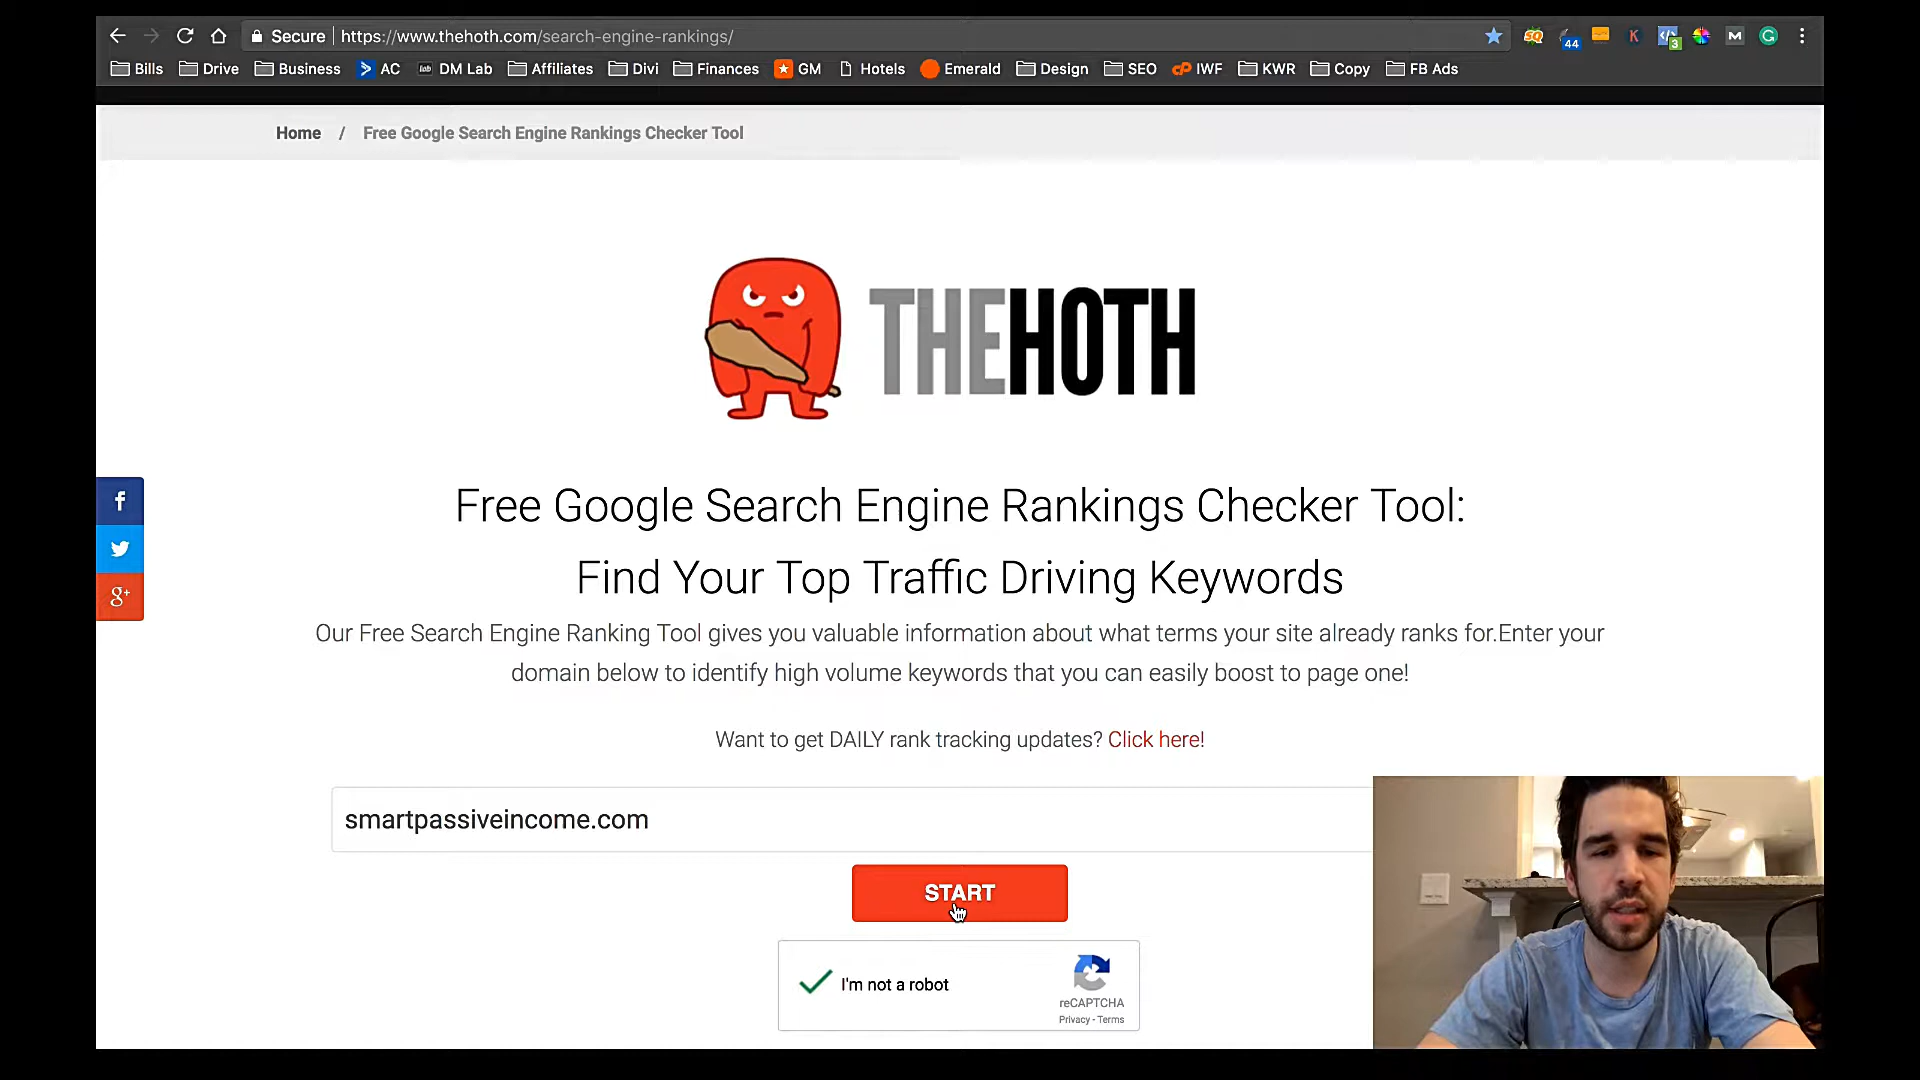 Secure https://www.thehoth.com/search-engine-rankings/
44
K
3
M
G
Bills Drive Business AC lab DM Lab Affiliates Divi Finances GM Hotels Emerald Design SEO IWF KWR Copy FB Ads
Home / Free Google Search Engine Rankings Checker Tool
THEHOTH
f
g+
Free Google Search Engine Rankings Checker Tool:
Find Your Top Traffic Driving Keywords
Our Free Search Engine Ranking Tool gives you valuable information about what terms your site already ranks for.Enter your
domain below to identify high volume keywords that you can easily boost to page one!
Want to get DAILY rank tracking updates? Click here!
smartpassiveincome.com
START
I'm not a robot
reCAPTCHA
Privacy - Terms